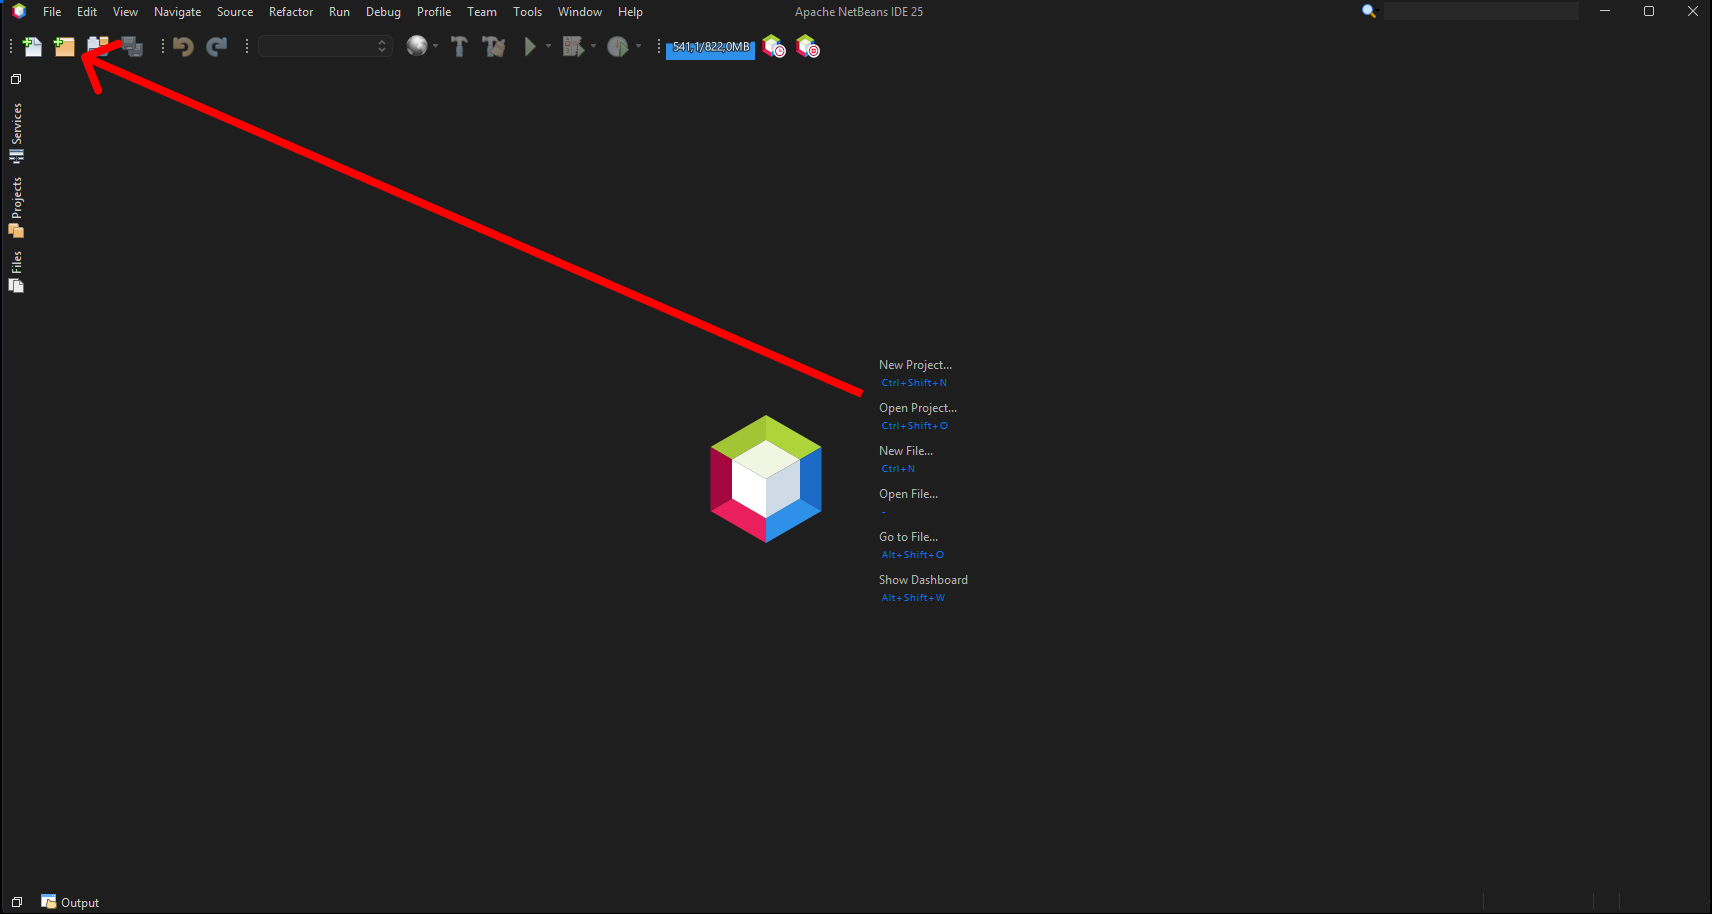 File Edit View Navigate Source Refactor Run Debug Profile Team Tools Window Help Apache NetBeans IDE 25
541,1/822,0MB
Services
Projects
Files
New Project...
Ctrl+Shift+N
Open Project...
Ctrl+Shift+O
New File...
Ctrl+N
Open File...
-
Go to File...
Alt+Shift+O
Show Dashboard
Alt+Shift+W
Output